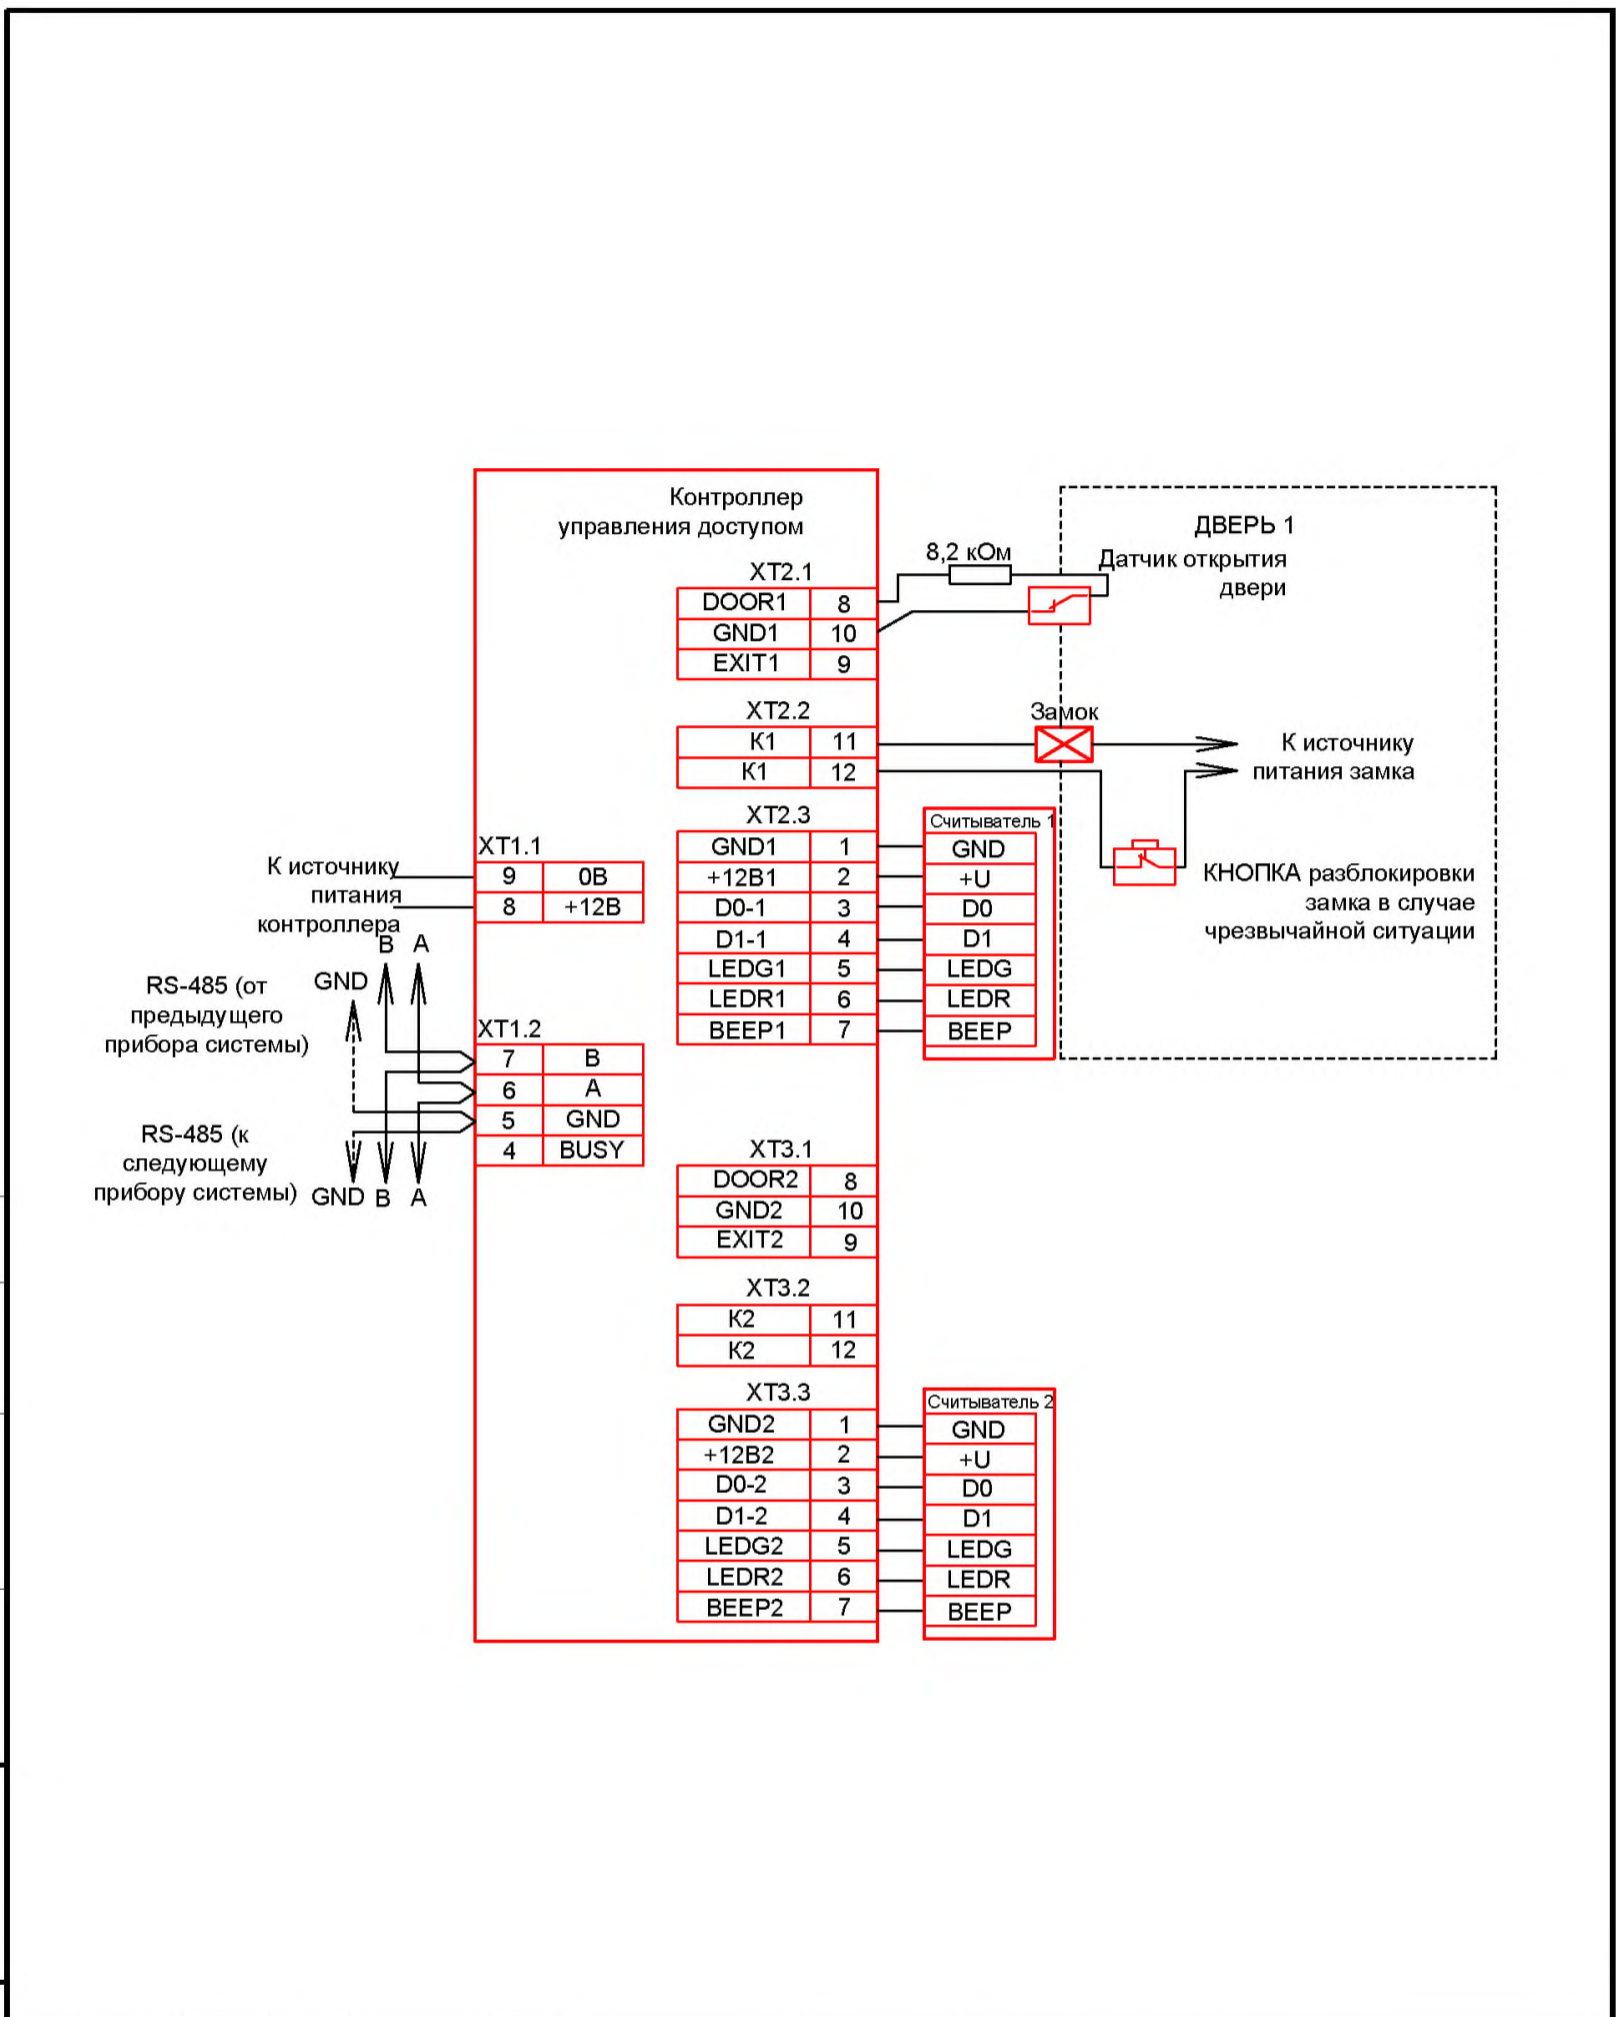 Контроллер
управления доступом
XT2.1
DOOR1 8
GND1 10
EXIT1 9
XT2.2
К1 11
К1 12
XT2.3
GND1 1
+12В1 2
D0-1 3
D1-1 4
LEDG1 5
LEDR1 6
BEEP1 7
8,2 кОм
ДВЕРЬ 1
Датчик открытия
двери
Замок
К источнику
питания замка
Считыватель 1
GND
+U
D0
D1
LEDG
LEDR
BEEP
КНОПКА разблокировки
замка в случае
чрезвычайной ситуации
К источнику
питания
контроллера
XT1.1
9 0В
8 +12В
B A
GND
RS-485 (от
предыдущего
прибора системы)
XT1.2
7 B
6 A
5 GND
4 BUSY
RS-485 (к
следующему
прибору системы)
GND B A
XT3.1
DOOR2 8
GND2 10
EXIT2 9
XT3.2
К2 11
К2 12
XT3.3
GND2 1
+12В2 2
D0-2 3
D1-2 4
LEDG2 5
LEDR2 6
BEEP2 7
Считыватель 2
GND
+U
D0
D1
LEDG
LEDR
BEEP